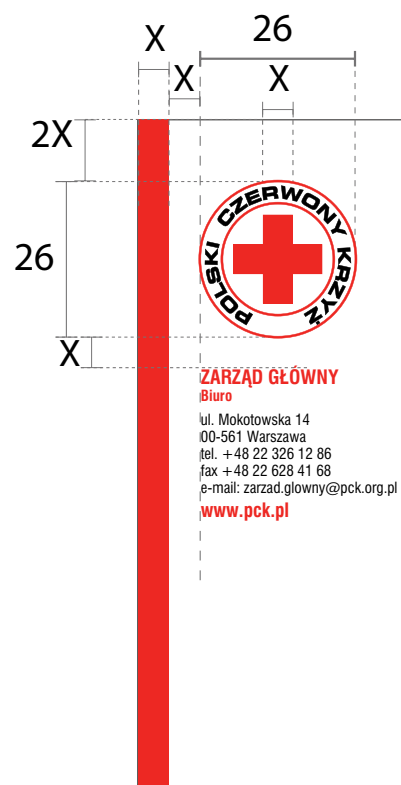 X
26
X
X
2X
26
X
POLSKI CZERWONY KRZYŻ
ZARZĄD GŁÓWNY
Biuro
ul. Mokotowska 14
00-561 Warszawa
tel. +48 22 326 12 86
fax +48 22 628 41 68
e-mail: zarzad.glowny@pck.org.pl
www.pck.pl